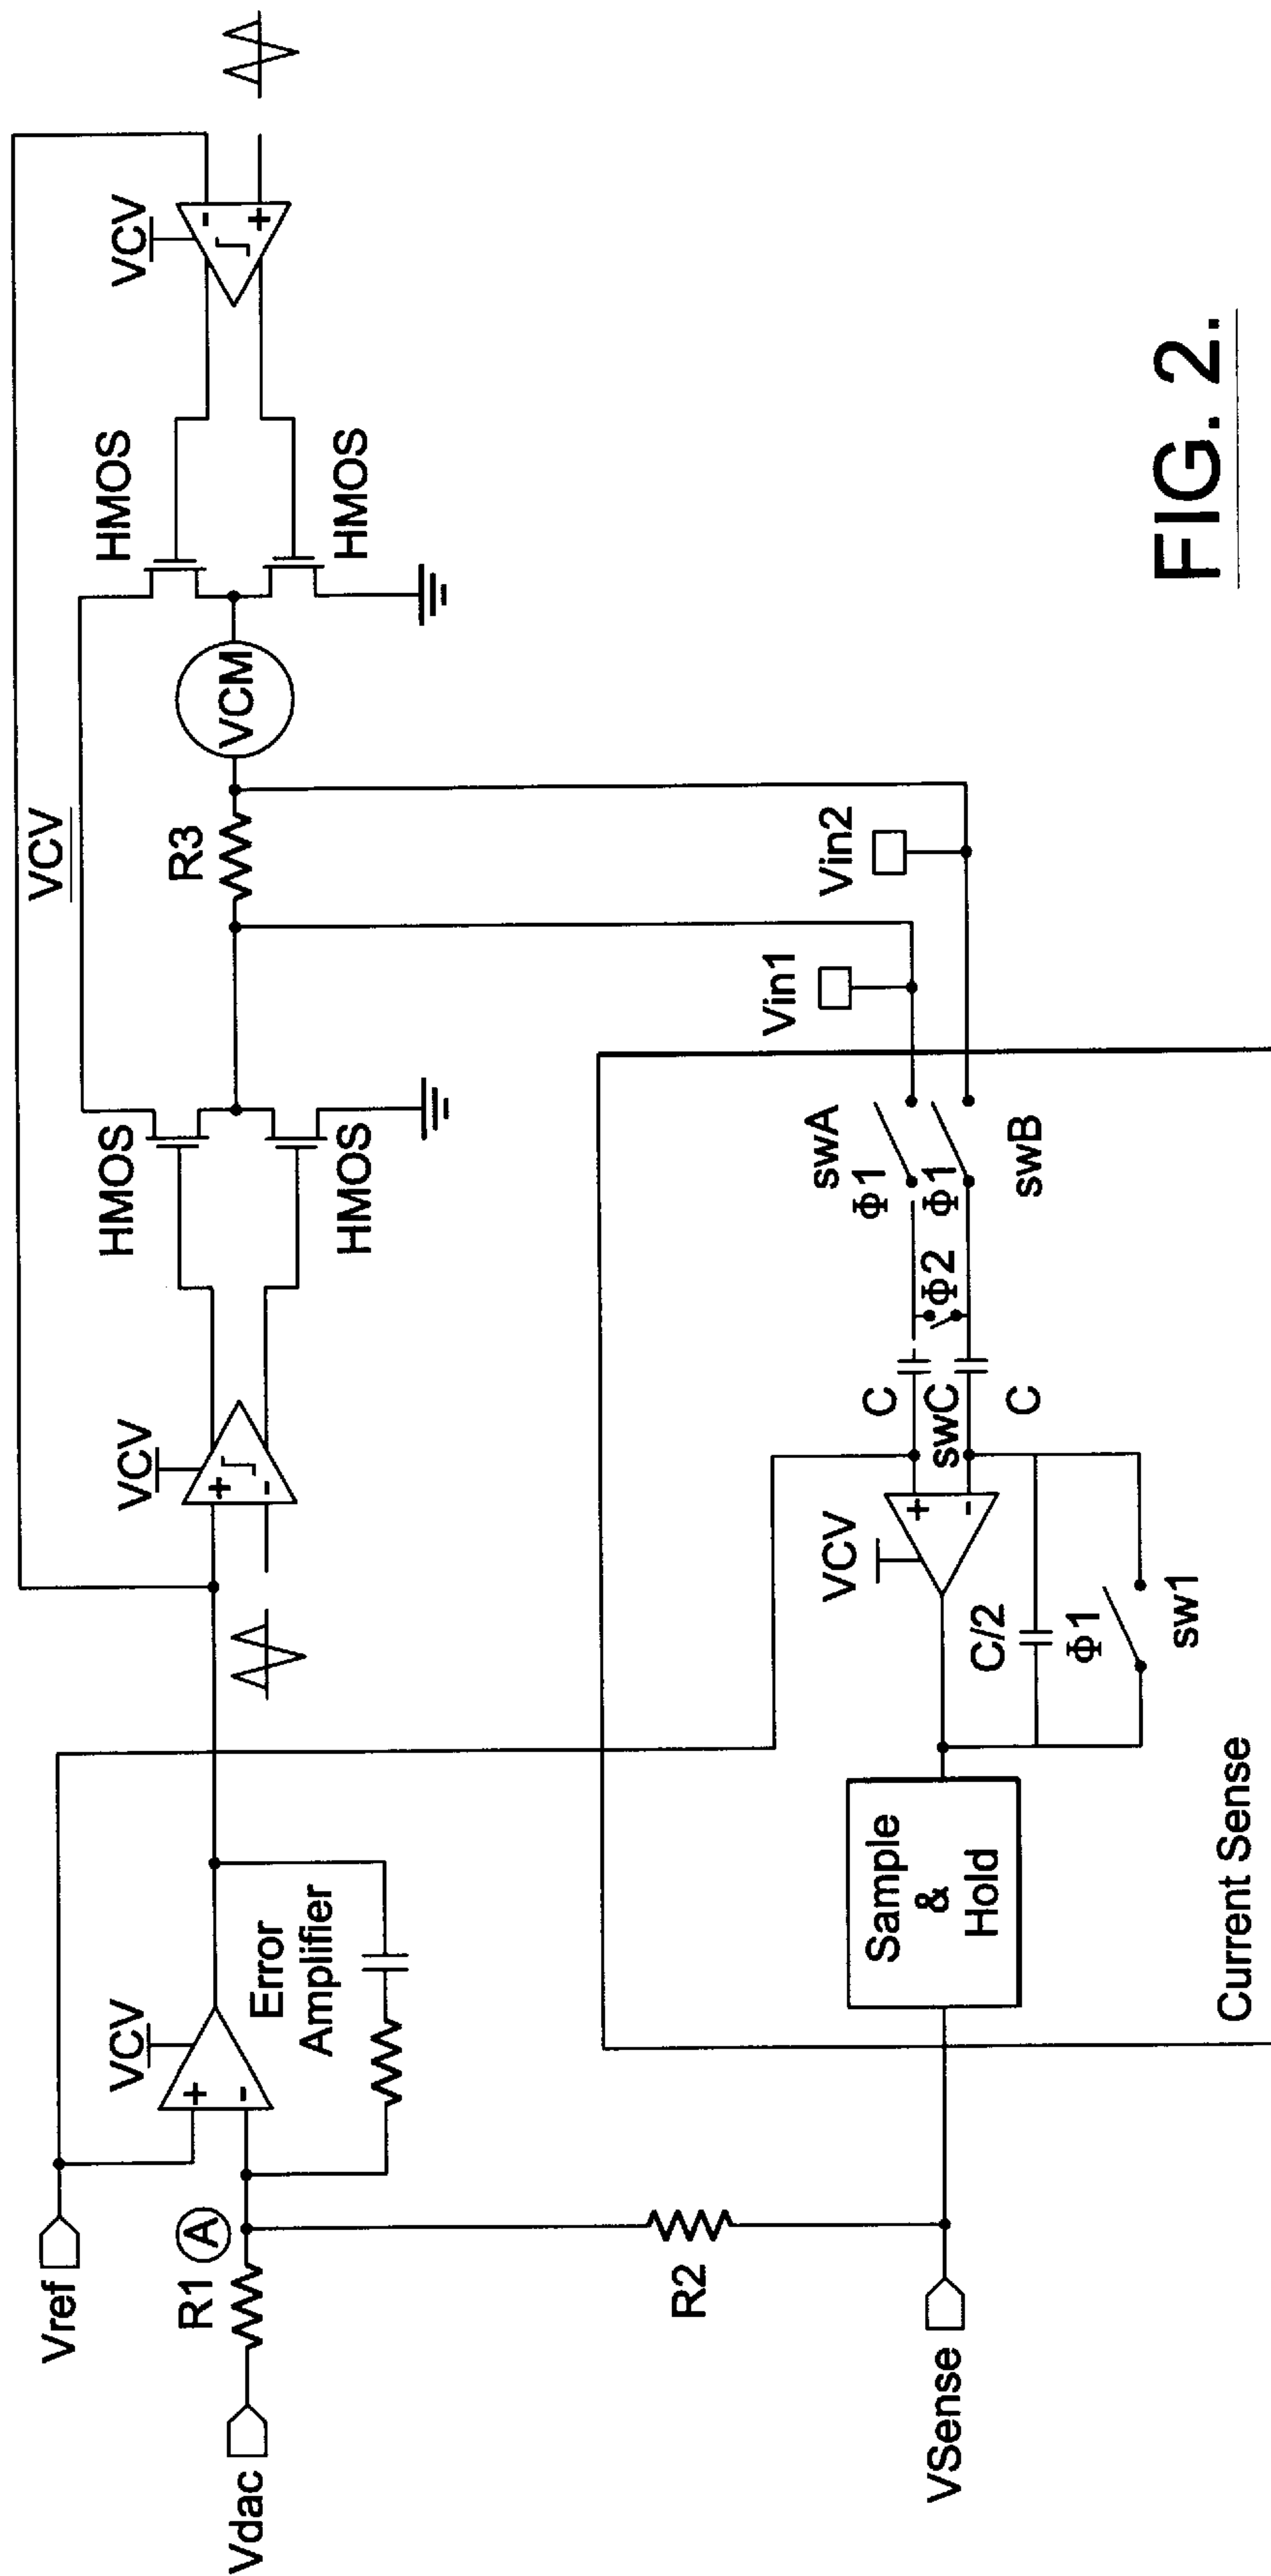 Vref
Vdac
R1
A
VCV
+
-
Error
Amplifier
VCV
+
-
HMOS
HMOS
VCV
R3
VCM
HMOS
HMOS
VCV
-
+
R2
VSense
Sample
&
Hold
Current Sense
VCV
+
-
C/2
Φ1
sw1
C
swC
C
Φ2
swA
Φ1
Φ1
swB
Vin1
Vin2
FIG. 2.